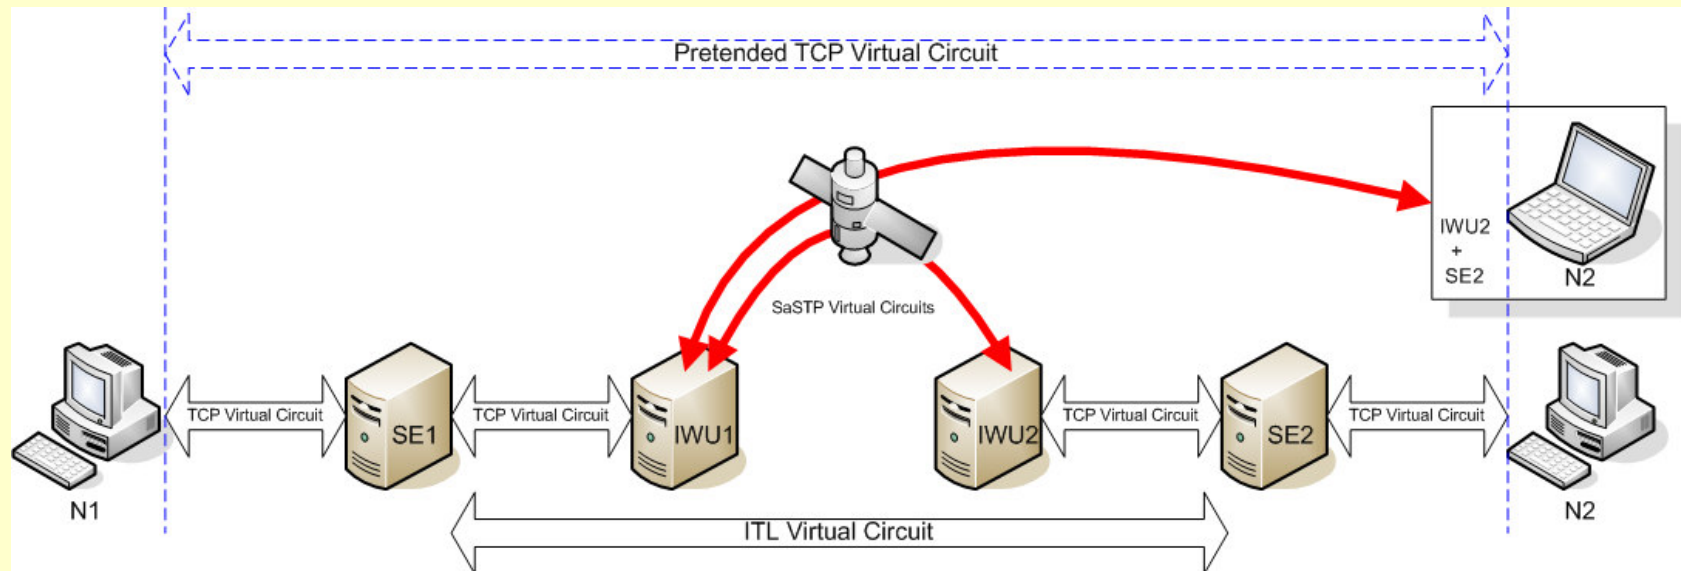 Pretended TCP Virtual Circuit
IWU2
+
SE2
N2
SaSTP Virtual Circuits
TCP Virtual Circuit
SE1
TCP Virtual Circuit
IWU1
IWU2
TCP Virtual Circuit
SE2
TCP Virtual Circuit
N1
N2
ITL Virtual Circuit